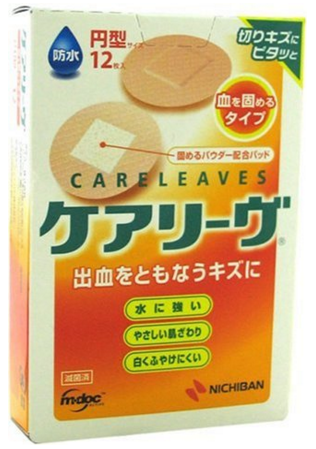 防水
円型サイズ
12枚入
切りキズに
ピタッと
血を固める
タイプ
固めるパウダー配合パッド
CARELEAVES
ケアリーヴ®
出血をともなうキズに
水に強い
やさしい肌ざわり
白くふやけにくい
滅菌済
m·doc
NICHIBAN